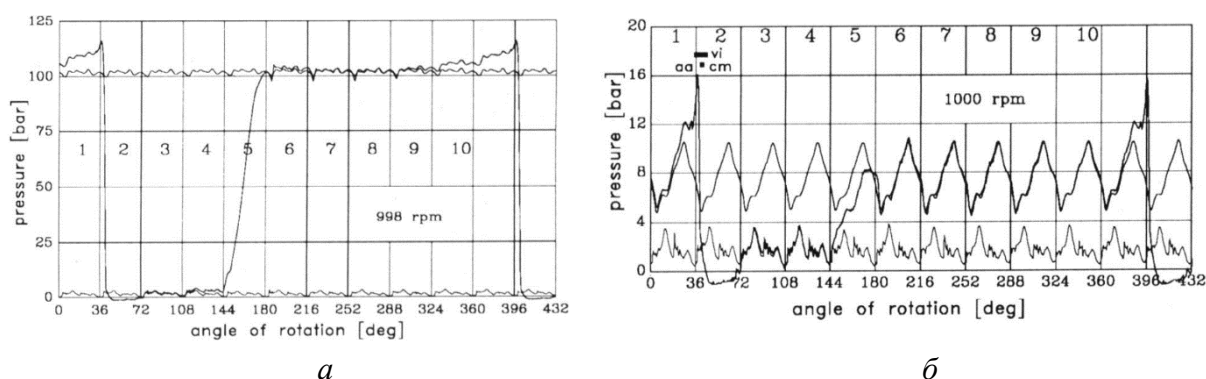 125
100
75
50
25
0
pressure [bar]
1 2 3 4 5 6 7 8 9 10
998 rpm
0 36 72 108 144 180 216 252 288 324 360 396 432
angle of rotation [deg]
а
20
16
12
8
4
0
pressure [bar]
1 2 3 4 5 6 7 8 9 10
vi
aa cm
1000 rpm
0 36 72 108 144 180 216 252 288 324 360 396 432
angle of rotation [deg]
б